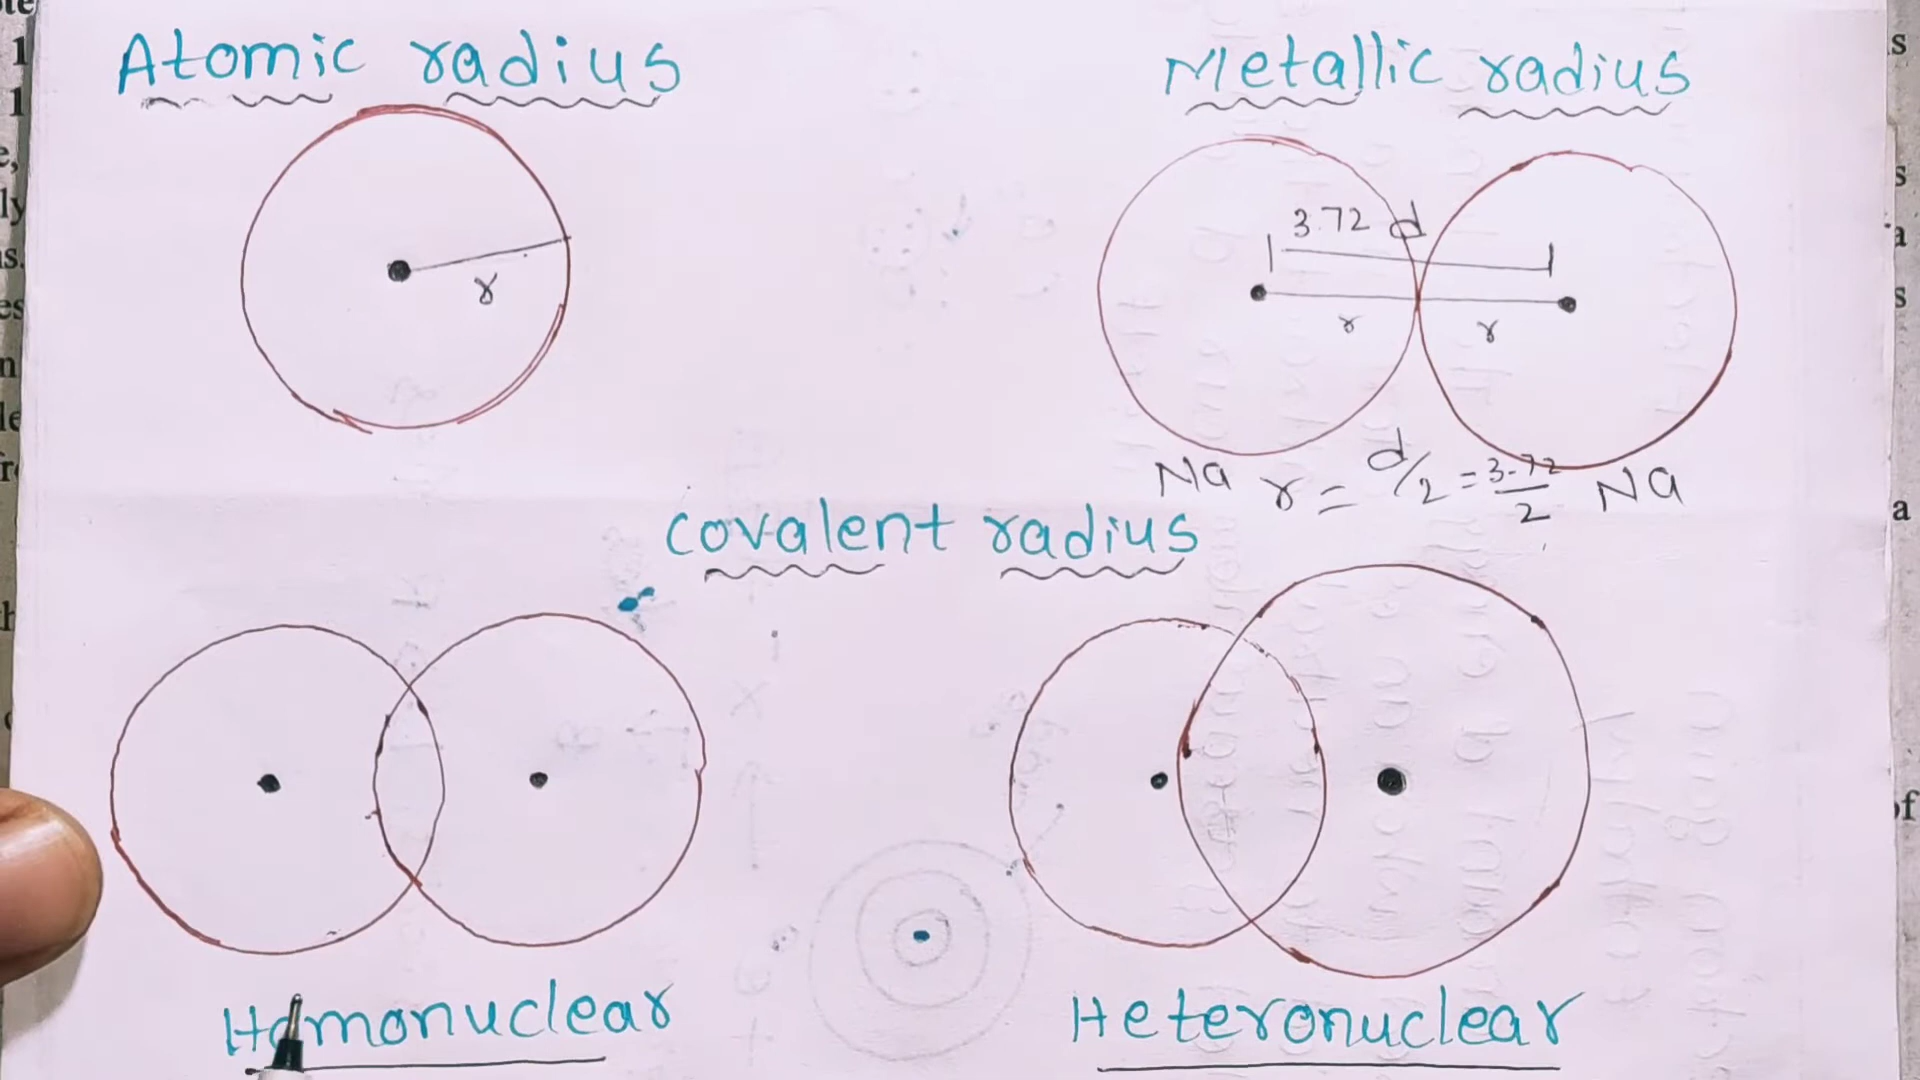 Atomic radius
r
Metallic radius
3.72 d
r r
Na r = d/2 = 3.72/2 Na
Covalent radius
Homonuclear
Heteronuclear